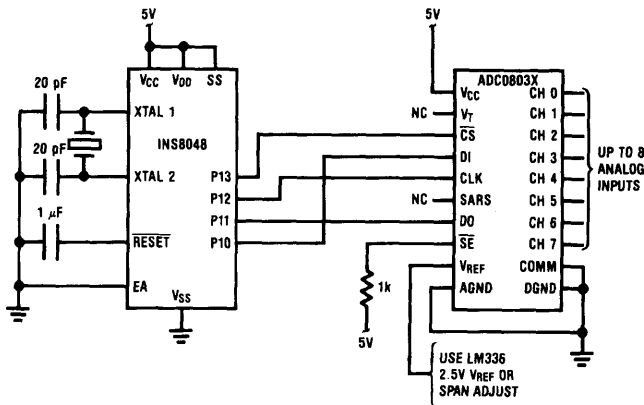 5V
5V
ADC0803X
20 pF
VCC
VDD
SS
VCC
CH 0
XTAL 1
NC
VT
CH 1
INS8048
CS
CH 2
UP TO 8
20 pF
DI
CH 3
ANALOG
XTAL 2
P13
CLK
CH 4
INPUTS
P12
NC
SARS
CH 5
1 µF
P11
DO
CH 6
RESET
P10
SE
CH 7
VREF
COMM
EA
1k
AGND
DGND
VSS
5V
USE LM336
2.5V VREF OR
SPAN ADJUST